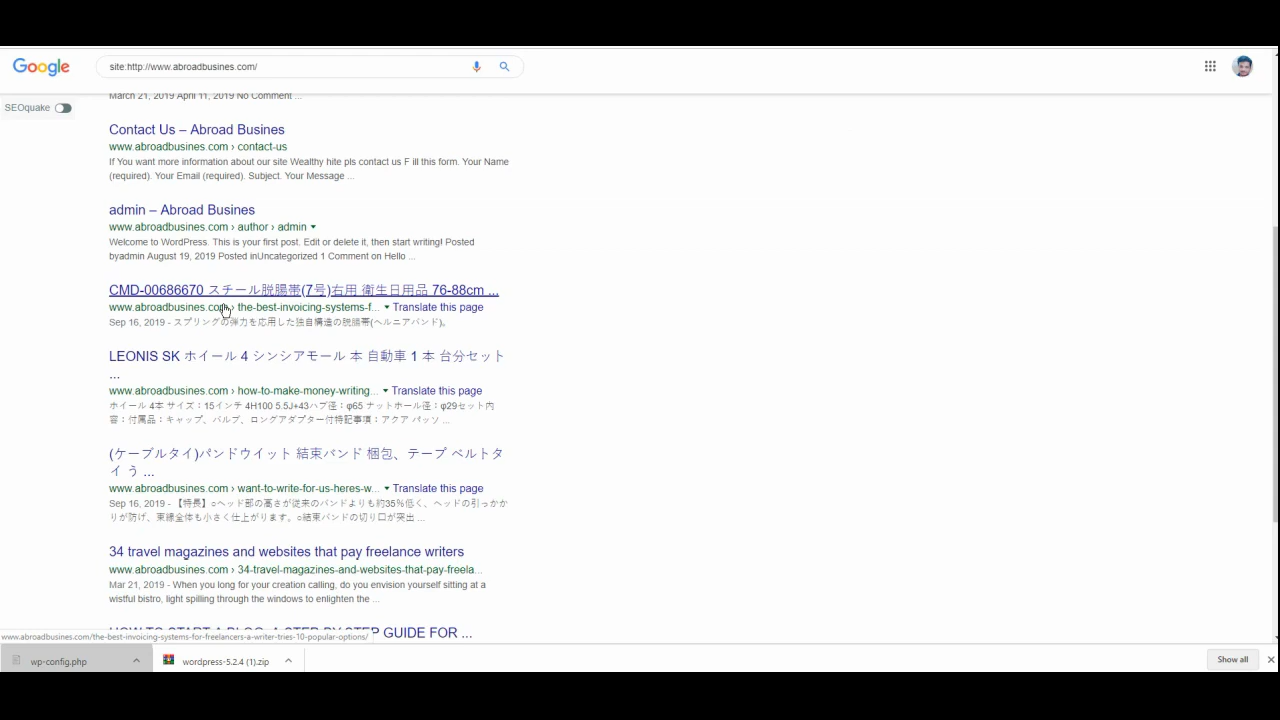 Google
site:http://www.abroadbusines.com/
SEOquake
March 21, 2019 April 11, 2019 No Comment ...
Contact Us – Abroad Busines
www.abroadbusines.com › contact-us
If You want more information about our site Wealthy hite pls contact us F ill this form. Your Name
(required). Your Email (required). Subject. Your Message ...
admin – Abroad Busines
www.abroadbusines.com › author › admin
Welcome to WordPress. This is your first post. Edit or delete it, then start writing! Posted
byadmin August 19, 2019 Posted inUncategorized 1 Comment on Hello ...
CMD-00686670 スチール脱腸帯(7号)右用 衛生日用品 76-88cm ...
www.abroadbusines.com › the-best-invoicing-systems-f... Translate this page
Sep 16, 2019 - スプリングの弾力を応用した独自構造の脱腸帯(ヘルニアバンド)。
LEONIS SK ホイール 4 シンシアモール 本 自動車 1 本 台分セット
...
www.abroadbusines.com › how-to-make-money-writing... Translate this page
ホイール 4本 サイズ：15インチ 4H100 5.5J+43ハブ径：φ65 ナットホール径：φ29セット内
容：付属品：キャップ、バルブ、ロングアダプター付特記事項：アクア パッソ ...
(ケーブルタイ)パンドウイット 結束バンド 梱包、テープ ベルトタ
イ う ...
www.abroadbusines.com › want-to-write-for-us-heres-w... Translate this page
Sep 16, 2019 - 【特長】○ヘッド部の高さが従来のバンドよりも約35％低く、ヘッドの引っかか
りが防げ、束縛全体も小さく仕上がります。○結束バンドの切り口が突出 ...
34 travel magazines and websites that pay freelance writers
www.abroadbusines.com › 34-travel-magazines-and-websites-that-pay-freela...
Mar 21, 2019 - When you long for your creation calling, do you envision yourself sitting at a
wistful bistro, light spilling through the windows to enlighten the ...
HOW TO START A BLOG: A STEP BY STEP GUIDE FOR ...
www.abroadbusines.com/the-best-invoicing-systems-for-freelancers-a-writer-tries-10-popular-options/
wp-config.php
wordpress-5.2.4 (1).zip
Show all